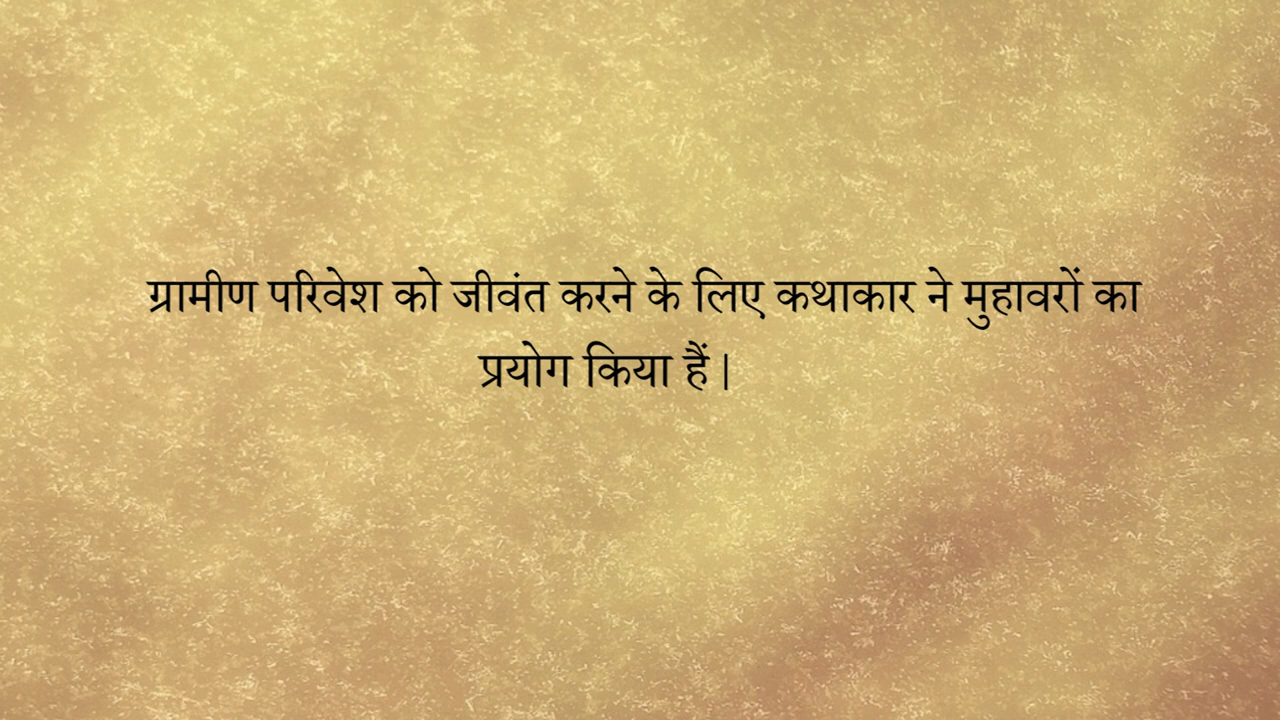 ग्रामीण परिवेश को जीवंत करने के लिए कथाकार ने मुहावरों का
प्रयोग किया हैं |